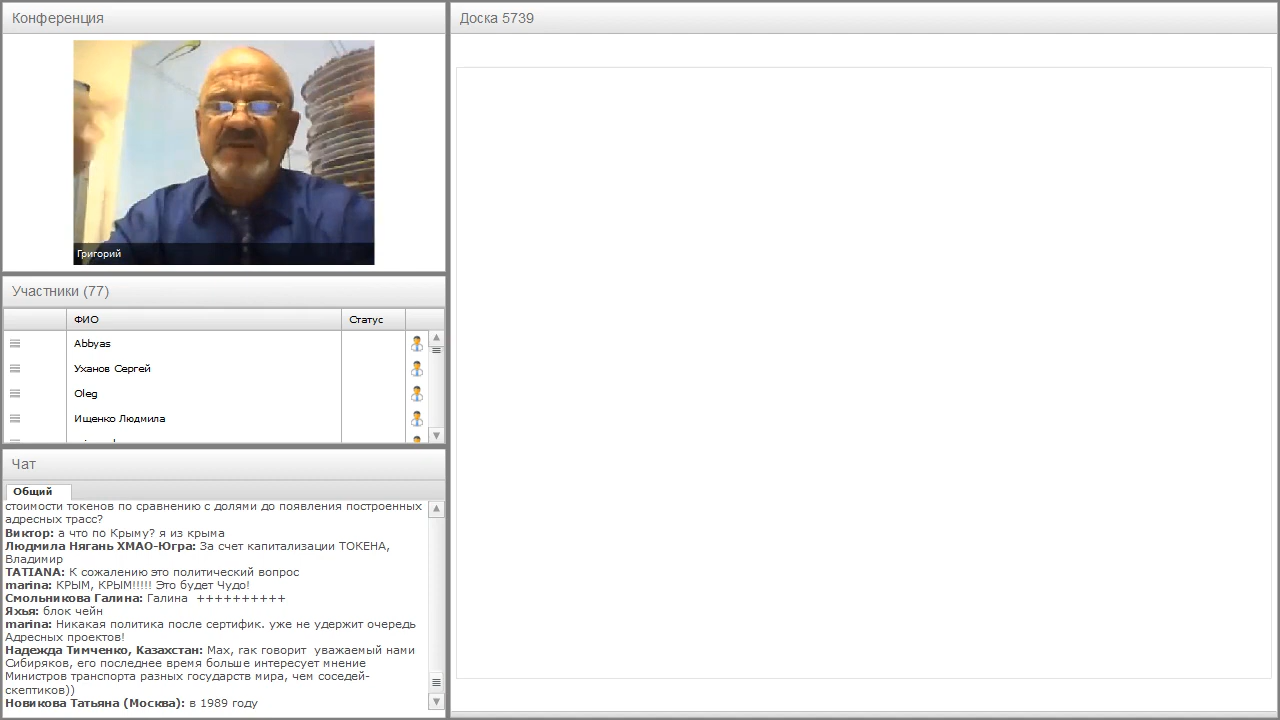 Конференция
Доска 5739
Григорий
Участники (77)
ФИО
Статус
Abbyas
Уханов Сергей
Oleg
Ищенко Людмила
Чат
Общий
стоимости токенов по сравнению с долями до появления построенных
адресных трасс?
Виктор: а что по Крыму? я из крыма
Людмила Нягань ХМАО-Югра: За счет капитализации ТОКЕНА,
Владимир
TATIANA: К сожалению это политический вопрос
marina: КРЫМ, КРЫМ!!!!! Это будет Чудо!
Смольникова Галина: Галина ++++++++++
Яхья: блок чейн
marina: Никакая политика после сертифик. уже не удержит очередь
Адресных проектов!
Надежда Тимченко, Казахстан: Мах, гак говорит уважаемый нами
Сибиряков, его последнее время больше интересует мнение
Министров транспорта разных государств мира, чем соседей-
скептиков))
Новикова Татьяна (Москва): в 1989 году